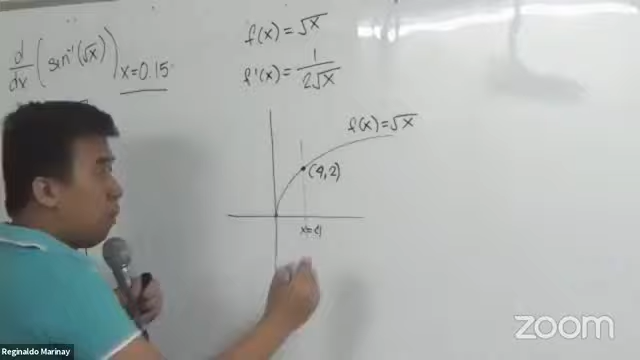 d/dx (sin⁻¹(√x)) x=0.15
f(x)=√x
f'(x)=1/(2√x)
f(x)=√x
(4,2)
x=4
Reginaldo Marinay
zoom